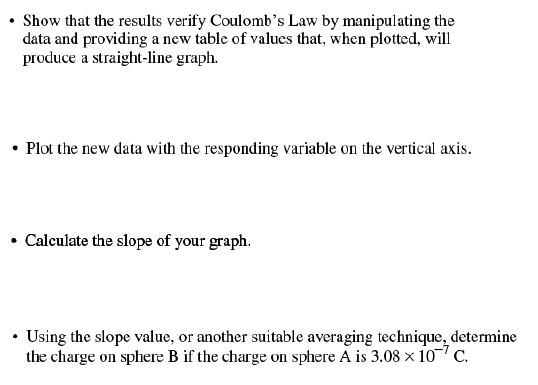 • Show that the results verify Coulomb's Law by manipulating the
data and providing a new table of values that, when plotted, will
produce a straight-line graph.
• Plot the new data with the responding variable on the vertical axis.
• Calculate the slope of your graph.
• Using the slope value, or another suitable averaging technique, determine
the charge on sphere B if the charge on sphere A is 3.08 × 10⁻⁷ C.